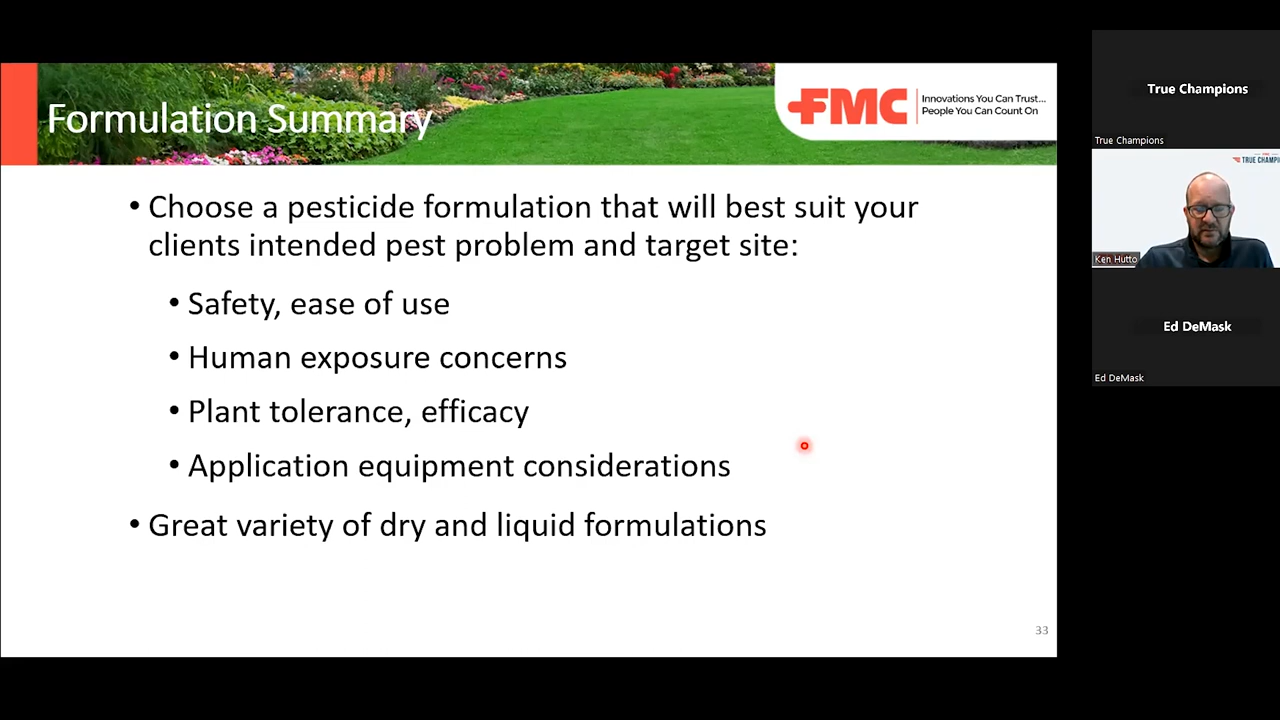 Formulation Summary
FMC
Innovations You Can Trust...
People You Can Count On
• Choose a pesticide formulation that will best suit your
clients intended pest problem and target site:
• Safety, ease of use
• Human exposure concerns
• Plant tolerance, efficacy
• Application equipment considerations
• Great variety of dry and liquid formulations
33
True Champions
True Champions
TRUE CHAMPI
Ken Hutto
Ed DeMask
Ed DeMask